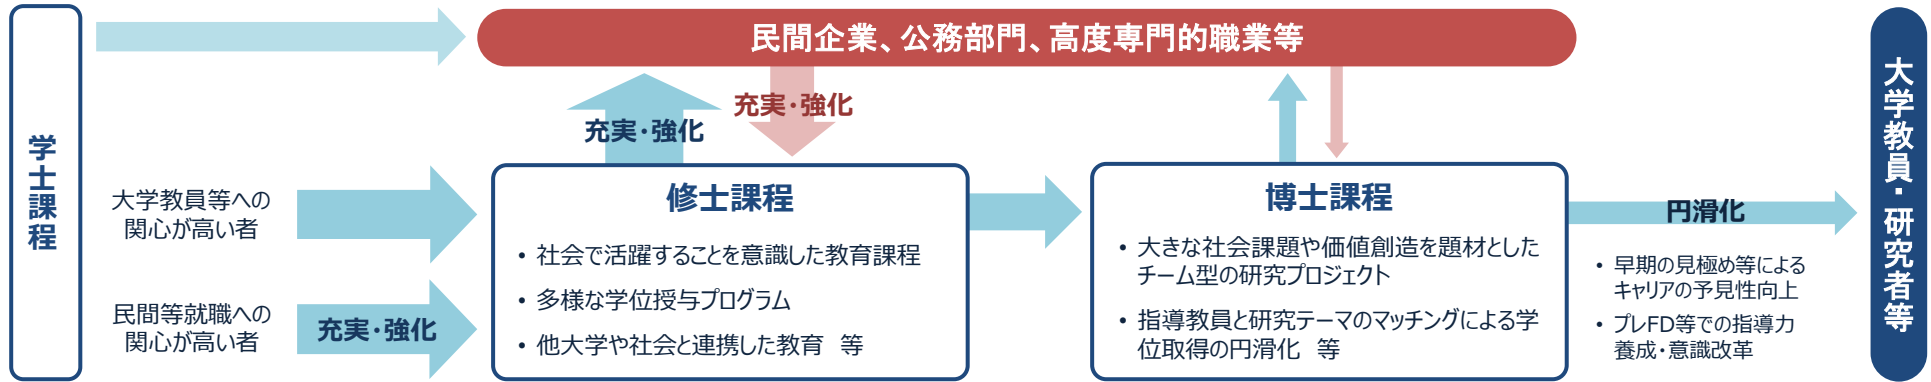 学士課程
民間企業、公務部門、高度専門的職業等
充実・強化
充実・強化
大学教員等への
関心が高い者
民間等就職への
関心が高い者
充実・強化
修士課程
• 社会で活躍することを意識した教育課程
• 多様な学位授与プログラム
• 他大学や社会と連携した教育　等
博士課程
• 大きな社会課題や価値創造を題材とした
チーム型の研究プロジェクト
• 指導教員と研究テーマのマッチングによる学
位取得の円滑化　等
円滑化
• 早期の見極め等による
キャリアの予見性向上
• プレFD等での指導力
養成・意識改革
大学教員・研究者等